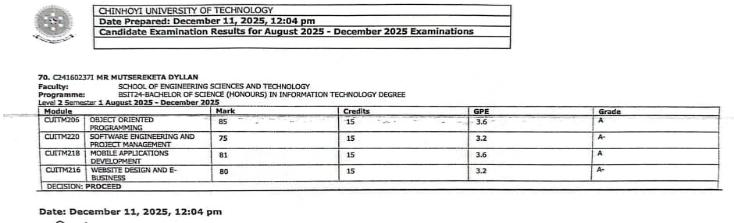 CHINHOYI UNIVERSITY OF TECHNOLOGY
Date Prepared: December 11, 2025, 12:04 pm
Candidate Examination Results for August 2025 - December 2025 Examinations
70. C24160237I MR MUTSEREKETA DYLLAN
Faculty: SCHOOL OF ENGINEERING SCIENCES AND TECHNOLOGY
Programme: BSIT24-BACHELOR OF SCIENCE (HONOURS) IN INFORMATION TECHNOLOGY DEGREE
Level 2 Semester 1 August 2025 - December 2025
Module Mark Credits GPE Grade
CUITM206 OBJECT ORIENTED PROGRAMMING 85 15 3.6 A
CUITM220 SOFTWARE ENGINEERING AND PROJECT MANAGEMENT 75 15 3.2 A-
CUITM218 MOBILE APPLICATIONS DEVELOPMENT 81 15 3.6 A
CUITM216 WEBSITE DESIGN AND E-BUSINESS 80 15 3.2 A-
DECISION: PROCEED
Date: December 11, 2025, 12:04 pm